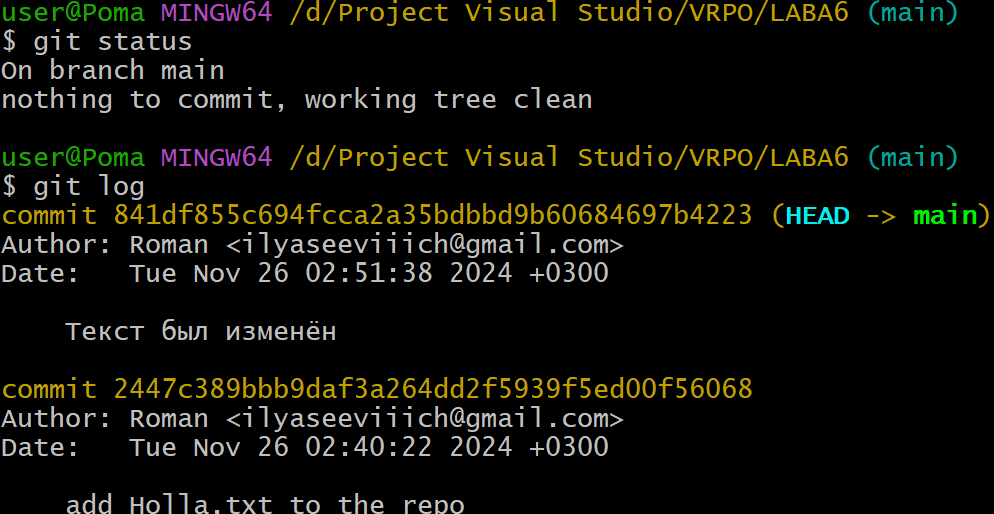 user@Poma MINGW64 /d/Project Visual Studio/VRPO/LABA6 (main)
$ git status
On branch main
nothing to commit, working tree clean
user@Poma MINGW64 /d/Project Visual Studio/VRPO/LABA6 (main)
$ git log
commit 841df855c694fcca2a35bdbbd9b60684697b4223 (HEAD -> main)
Author: Roman <ilyaseeviiich@gmail.com>
Date:   Tue Nov 26 02:51:38 2024 +0300
Текст был изменён
commit 2447c389bbb9daf3a264dd2f5939f5ed00f56068
Author: Roman <ilyaseeviiich@gmail.com>
Date:   Tue Nov 26 02:40:22 2024 +0300
add Holla.txt to the repo